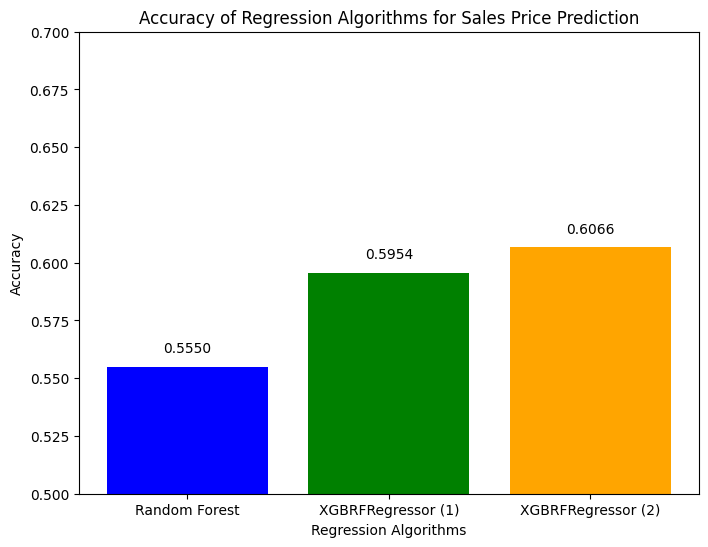 Accuracy of Regression Algorithms for Sales Price Prediction
0.700
0.675
0.650
0.625
0.600
0.575
0.550
0.525
0.500
Accuracy
0.5550
0.5954
0.6066
Random Forest
XGBRFRegressor (1)
XGBRFRegressor (2)
Regression Algorithms